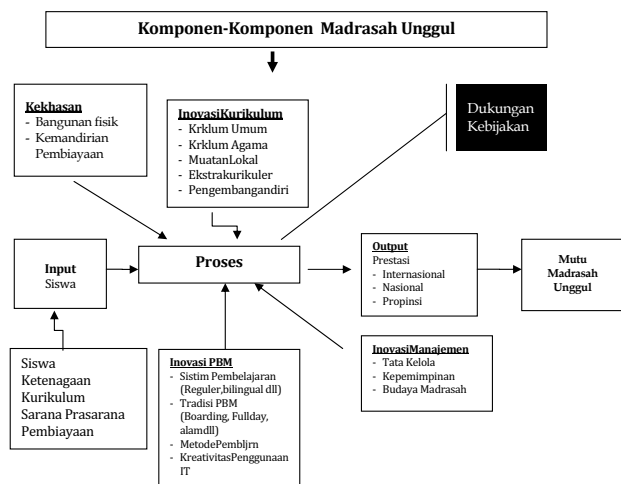 Komponen-Komponen Madrasah Unggul
Kekhasan
- Bangunan fisik
- Kemandirian
Pembiayaan
InovasiKurikulum
- Krklum Umum
- Krklum Agama
- MuatanLokal
- Ekstrakurikuler
- Pengembangandiri
Dukungan
Kebijakan
Input
Siswa
Proses
Output
Prestasi
- Internasional
- Nasional
- Propinsi
Mutu
Madrasah
Unggul
Siswa
Ketenagaan
Kurikulum
Sarana Prasarana
Pembiayaan
Inovasi PBM
- Sistim Pembelajaran
(Reguler,bilingual dll)
- Tradisi PBM
(Boarding, Fullday,
alamdll)
- MetodePembljrn
- KreativitasPenggunaan
IT
InovasiManajemen
- Tata Kelola
- Kepemimpinan
- Budaya Madrasah